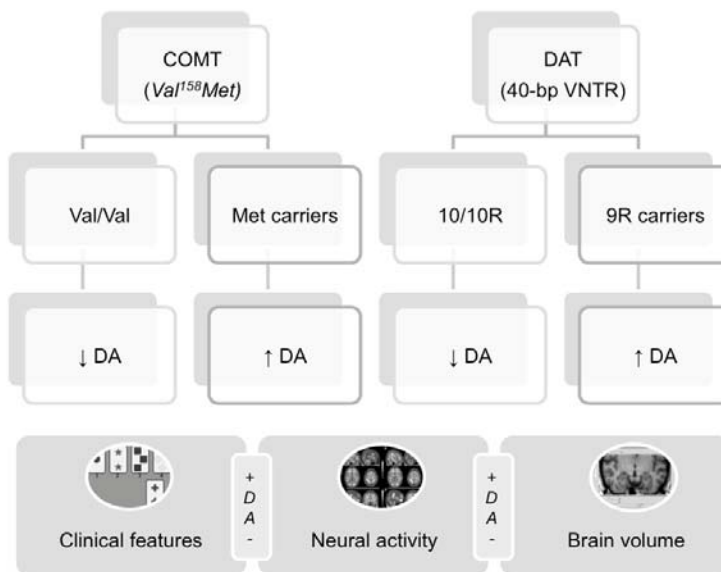 COMT
(Val¹⁵⁸Met)
DAT
(40-bp VNTR)
Val/Val
Met carriers
10/10R
9R carriers
↓ DA
↑ DA
↓ DA
↑ DA
Clinical features
+
D
A
-
Neural activity
+
D
A
-
Brain volume